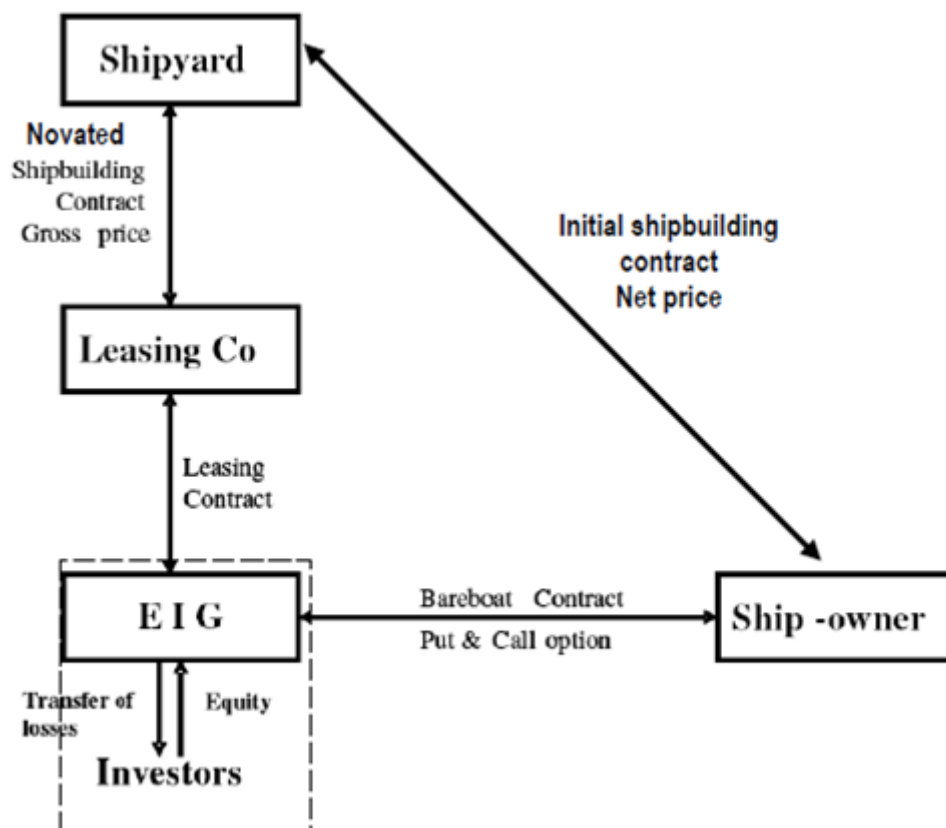 Shipyard
Novated
Shipbuilding
Contract
Gross price
Initial shipbuilding
contract
Net price
Leasing Co
Leasing
Contract
E I G
Bareboat Contract
Put & Call option
Ship -owner
Transfer of
losses
Equity
Investors